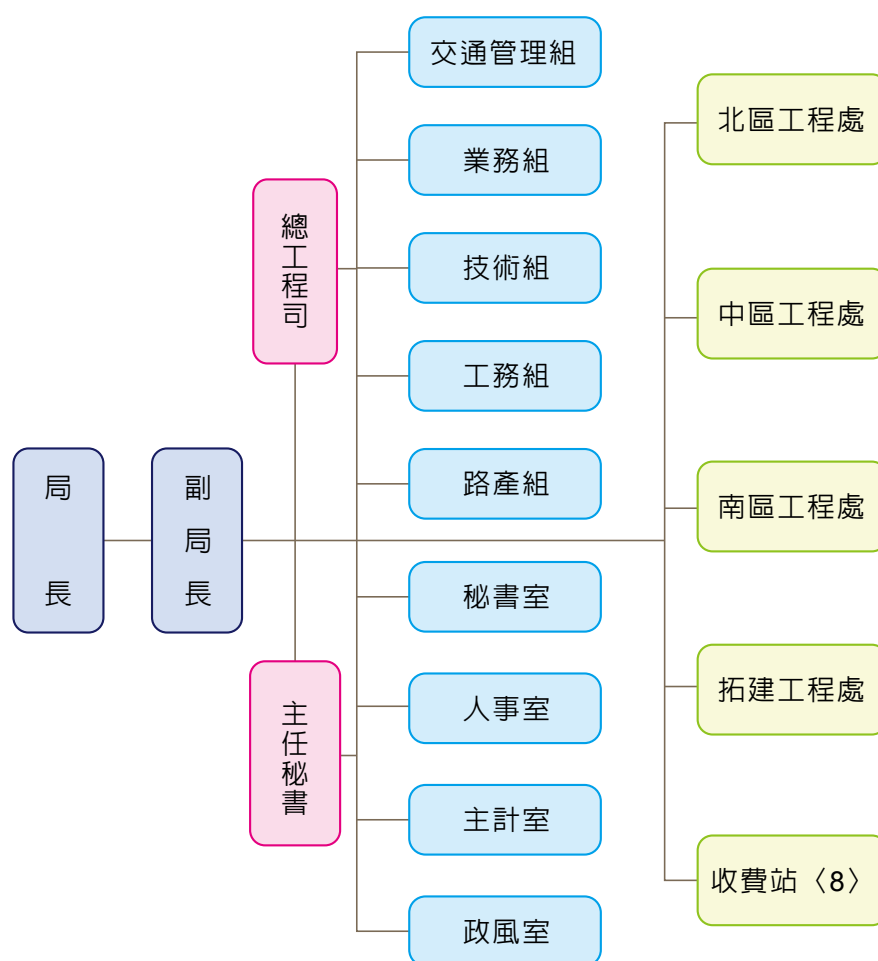 局長
副局長
總工程司
主任秘書
交通管理組
業務組
技術組
工務組
路產組
秘書室
人事室
主計室
政風室
北區工程處
中區工程處
南區工程處
拓建工程處
收費站〈8〉